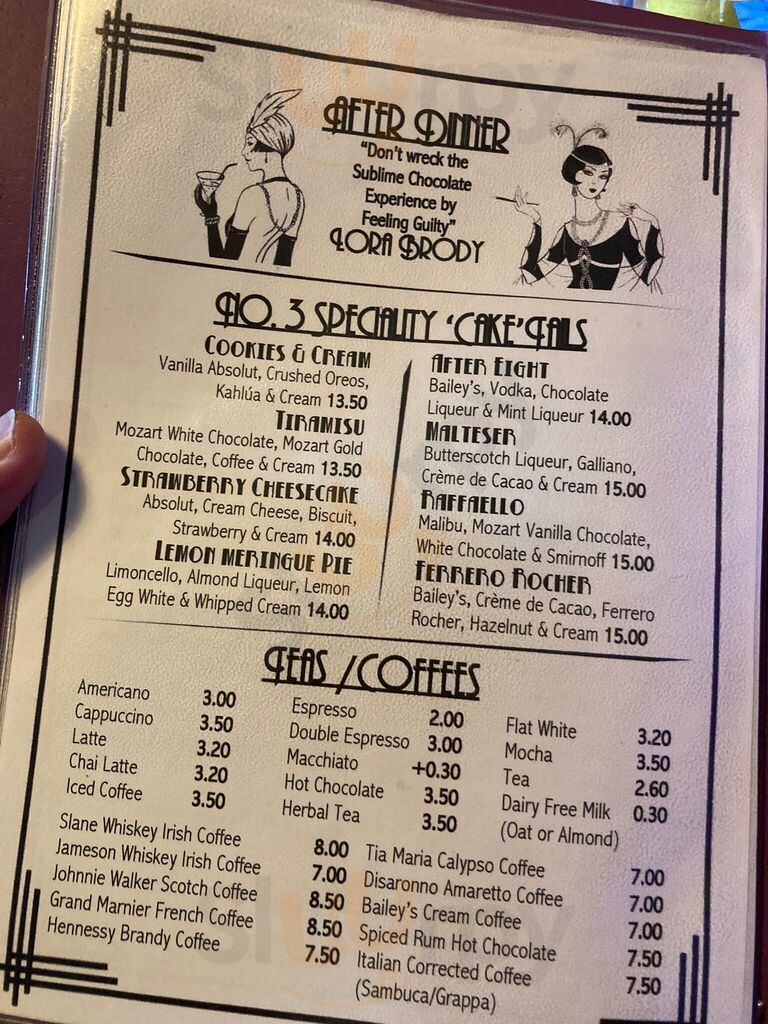 AFTER DINNER
"Don't wreck the
Sublime Chocolate
Experience by
Feeling Guilty"
LORA BRODY
NO. 3 SPECIALITY 'CAKE'TAILS
COOKIES & CREAM
Vanilla Absolut, Crushed Oreos,
Kahlúa & Cream 13.50
TIRAMISU
Mozart White Chocolate, Mozart Gold
Chocolate, Coffee & Cream 13.50
STRAWBERRY CHEESECAKE
Absolut, Cream Cheese, Biscuit,
Strawberry & Cream 14.00
LEMON MERINGUE PIE
Limoncello, Almond Liqueur, Lemon
Egg White & Whipped Cream 14.00
AFTER EIGHT
Bailey's, Vodka, Chocolate
Liqueur & Mint Liqueur 14.00
MALTESER
Butterscotch Liqueur, Galliano,
Crème de Cacao & Cream 15.00
RAFFAELLO
Malibu, Mozart Vanilla Chocolate,
White Chocolate & Smirnoff 15.00
FERRERO ROCHER
Bailey's, Crème de Cacao, Ferrero
Rocher, Hazelnut & Cream 15.00
TEAS / COFFEES
Americano 3.00
Cappuccino 3.50
Latte 3.20
Chai Latte 3.20
Iced Coffee 3.50
Espresso 2.00
Double Espresso 3.00
Macchiato +0.30
Hot Chocolate 3.50
Herbal Tea 3.50
Flat White 3.20
Mocha 3.50
Tea 2.60
Dairy Free Milk 0.30
(Oat or Almond)
Slane Whiskey Irish Coffee 8.00
Jameson Whiskey Irish Coffee 7.00
Johnnie Walker Scotch Coffee 8.50
Grand Marnier French Coffee 8.50
Hennessy Brandy Coffee 7.50
Tia Maria Calypso Coffee 7.00
Disaronno Amaretto Coffee 7.00
Bailey's Cream Coffee 7.00
Spiced Rum Hot Chocolate 7.50
Italian Corrected Coffee 7.50
(Sambuca/Grappa)